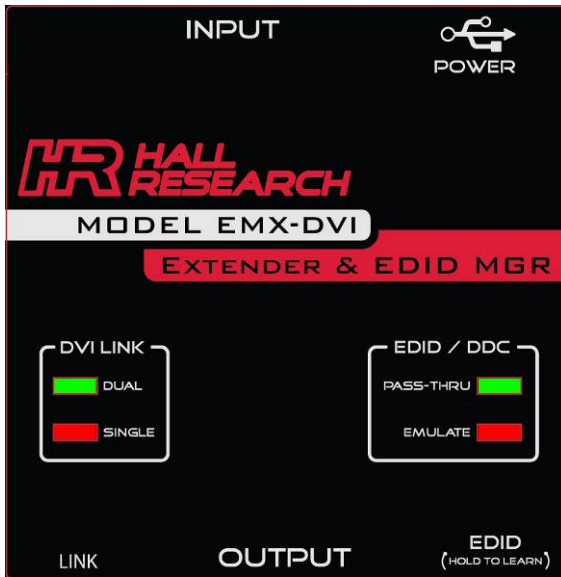 INPUT
POWER
HR HALL
RESEARCH
MODEL EMX-DVI
EXTENDER & EDID MGR
DVI LINK
DUAL
SINGLE
EDID / DDC
PASS-THRU
EMULATE
LINK
OUTPUT
EDID
(HOLD TO LEARN)